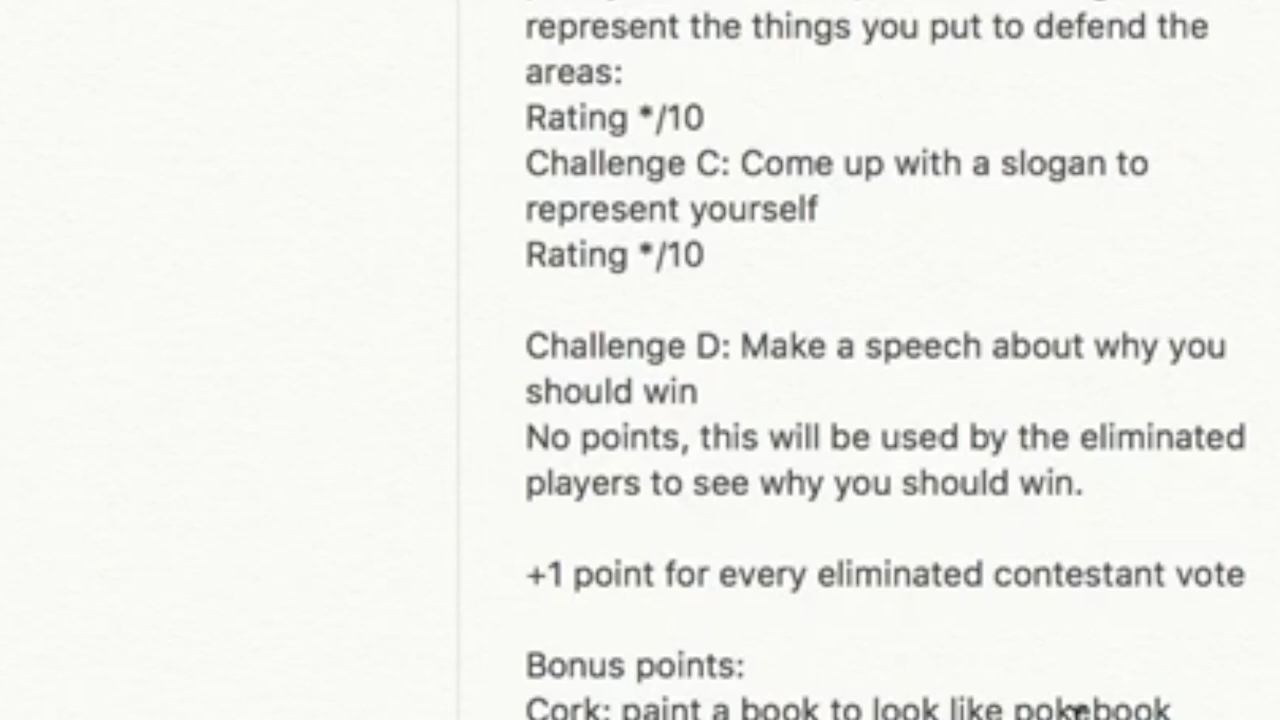 represent the things you put to defend the
areas:
Rating */10
Challenge C: Come up with a slogan to
represent yourself
Rating */10
Challenge D: Make a speech about why you
should win
No points, this will be used by the eliminated
players to see why you should win.
+1 point for every eliminated contestant vote
Bonus points:
Cork: paint a book to look like pokebook